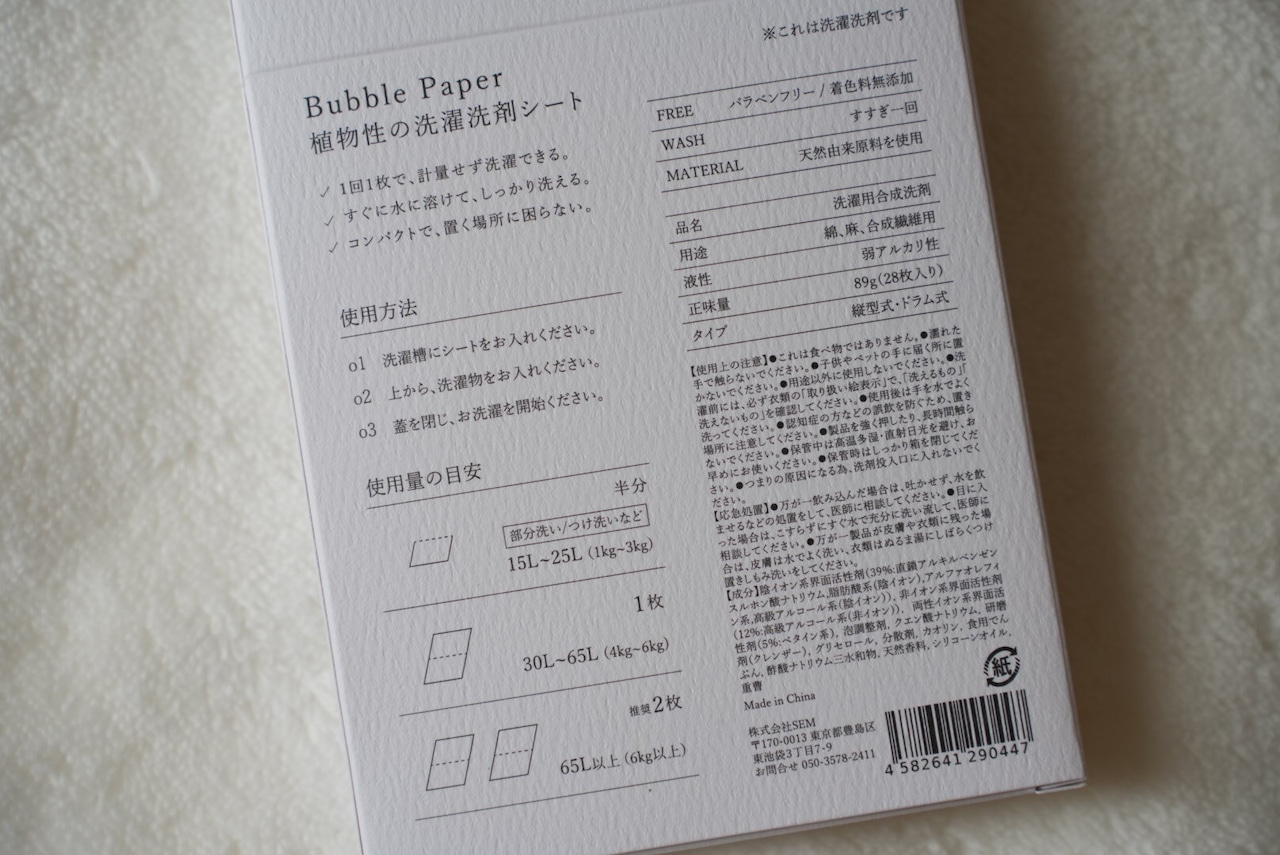 ※これは洗濯洗剤です
Bubble Paper
植物性の洗濯洗剤シート
✓ 1回1枚で、計量せず洗濯できる。
✓ すぐに水に溶けて、しっかり洗える。
✓ コンパクトで、置く場所に困らない。
使用方法
o1 洗濯槽にシートをお入れください。
o2 上から、洗濯物をお入れください。
o3 蓋を閉じ、お洗濯を開始ください。
使用量の目安
半分
部分洗い/つけ洗いなど
15L~25L (1kg~3kg)
1枚
30L~65L (4kg~6kg)
推奨2枚
65L以上 (6kg以上)
FREE パラベンフリー / 着色料無添加
WASH すすぎ一回
MATERIAL 天然由来原料を使用
品名 洗濯用合成洗剤
用途 綿、麻、合成繊維用
液性 弱アルカリ性
正味量 89g(28枚入り)
タイプ 縦型式・ドラム式
【使用上の注意】●これは食べ物ではありません。●濡れた
手で触らないでください。●子供やペットの手に届く所に置
かないでください。●用途以外に使用しないでください。●洗
濯前には、必ず衣類の「取り扱い絵表示」で、「洗えるもの」「
洗えないもの」を確認してください。●使用後は手を水でよく
洗ってください。●認知症の方などの誤飲を防ぐため、置き
場所に注意してください。●製品を強く押したり、長時間触ら
ないでください。●保管中は高温多湿・直射日光を避け、お
早めにお使いください。●保管時はしっかり箱を閉じてくだ
さい。●つまりの原因になる為、洗剤投入口に入れないでく
ださい。
【応急処置】●万が一飲み込んだ場合は、吐かせず、水を飲
ませるなどの処置をして、医師に相談してください。●目に入
った場合は、こすらずにすぐ水で充分に洗い流して、医師に
相談してください。●万が一製品が皮膚や衣類に残った場
合は、皮膚は水でよく洗い、衣類はぬるま湯にしばらくつけ
置きしもみ洗いをしてください。
【成分】陰イオン系界面活性剤(39%:直鎖アルキルベンゼン
スルホン酸ナトリウム,脂肪酸系(陰イオン),アルファオレフィ
ン系,高級アルコール系(陰イオン)), 非イオン系界面活性剤
(12%:高級アルコール系(非イオン)), 両性イオン系界面活
性剤(5%:ベタイン系), 泡調整剤, クエン酸ナトリウム, 研磨
剤(クレンザー), グリセロール, 分散剤, カオリン, 食用でん
ぷん, 酢酸ナトリウム三水和物, 天然香料, シリコーンオイル,
重曹
Made in China
紙
株式会社SEM
〒170-0013 東京都豊島区
東池袋3丁目7-9
お問合せ 050-3578-2411
4 582641 290447